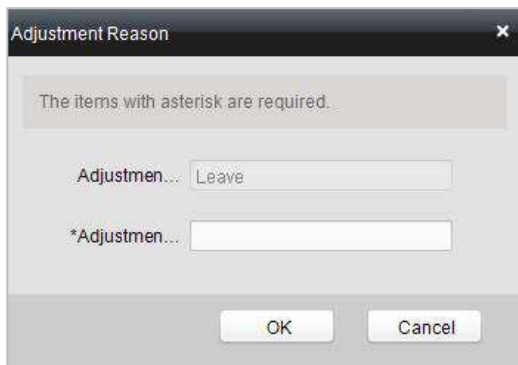 Adjustment Reason
The items with asterisk are required.
Adjustmen... Leave
*Adjustmen...
OK Cancel